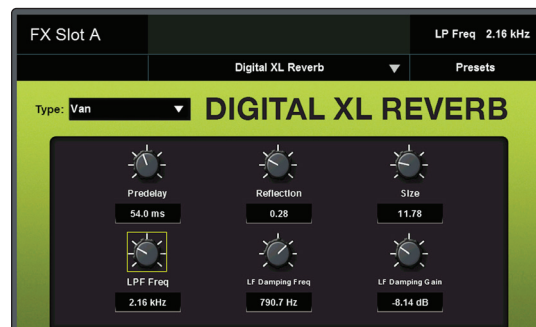 FX Slot A
LP Freq 2.16 kHz
Digital XL Reverb
Presets
Type: Van
DIGITAL XL REVERB
Predelay
Reflection
Size
54.0 ms
0.28
11.78
LPF Freq
LF Damping Freq
LF Damping Gain
2.16 kHz
790.7 Hz
-8.14 dB